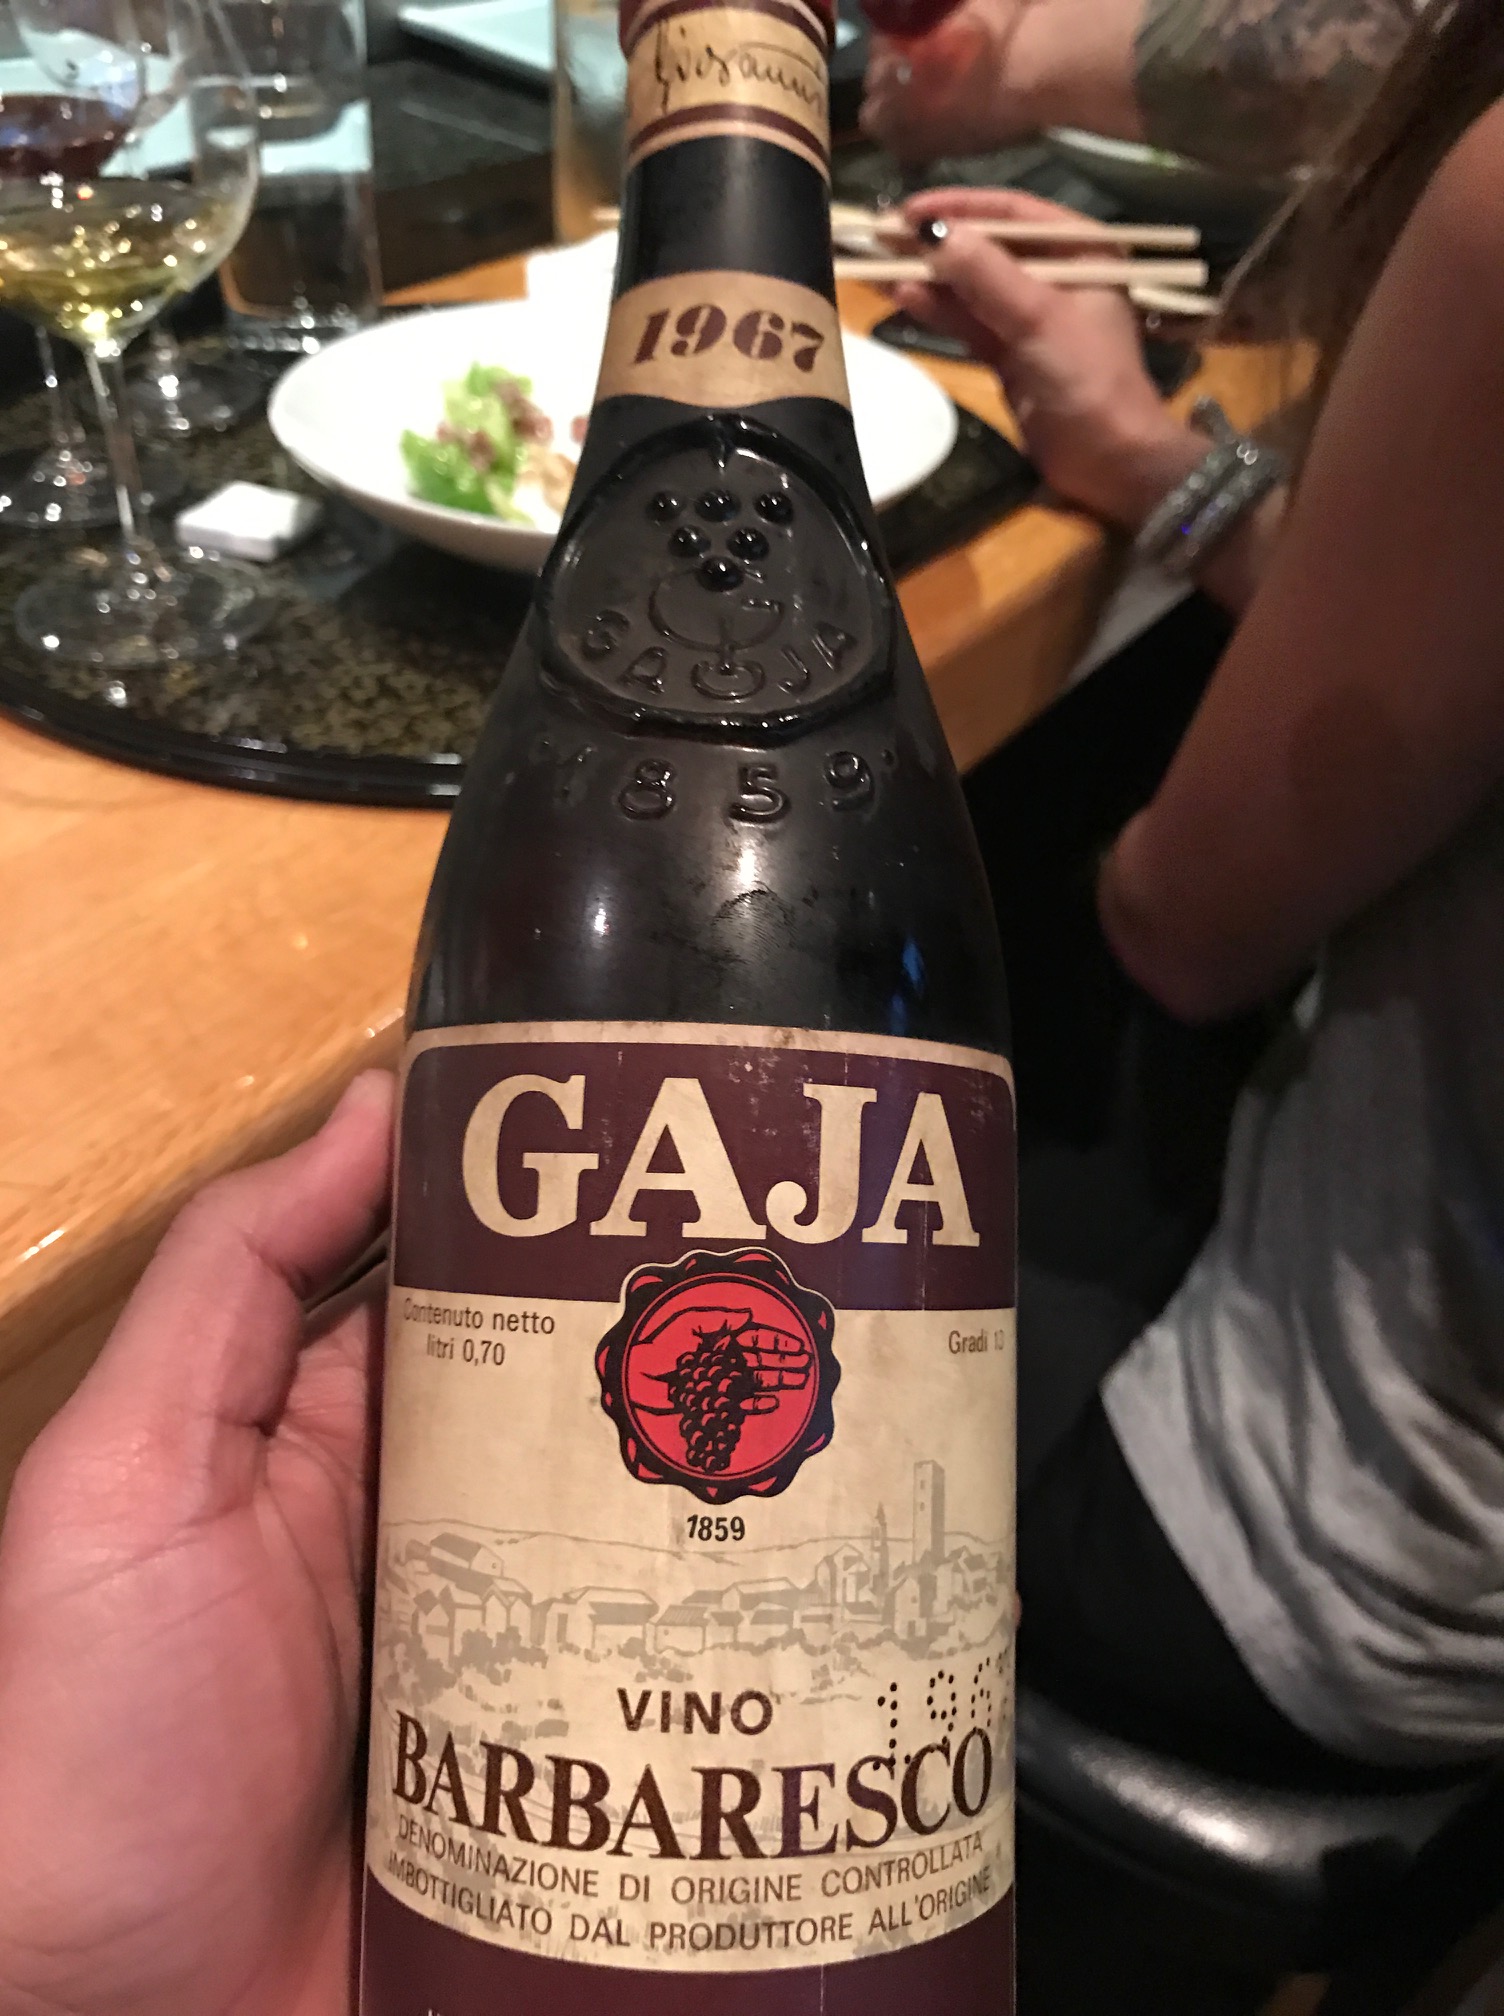 1967
GAJA
1859
GAJA
Contenuto netto
litri 0,70
Gradi
1859
VINO
BARBARESCO
DENOMINAZIONE DI ORIGINE CONTROLLATA
IMBOTTIGLIATO DAL PRODUTTORE ALL'ORIGINE